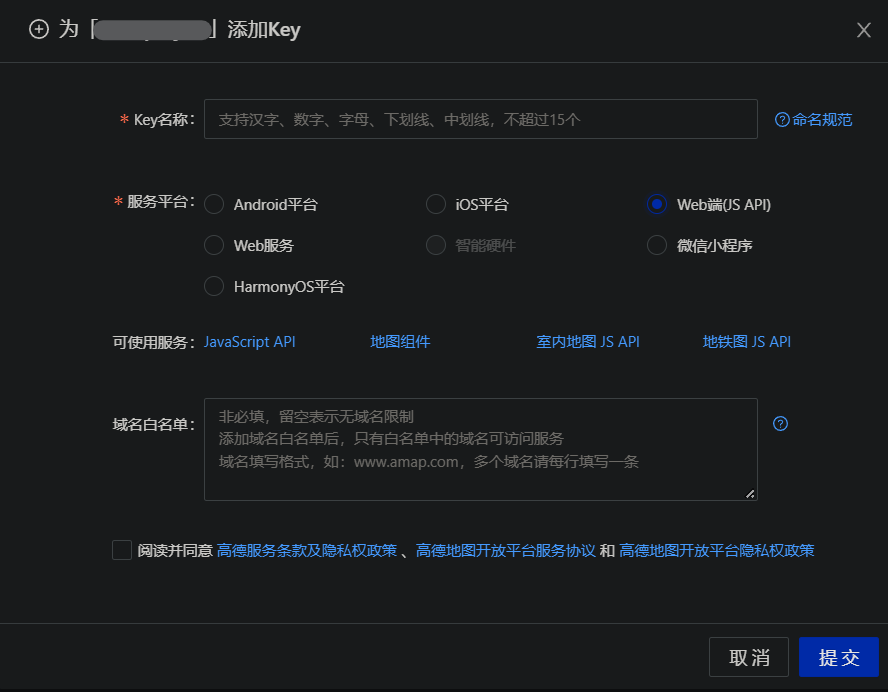 为「」添加Key
* Key名称： 支持汉字、数字、字母、下划线、中划线，不超过15个 命名规范
* 服务平台： Android平台 iOS平台 Web端(JS API)
Web服务 智能硬件 微信小程序
HarmonyOS平台
可使用服务： JavaScript API 地图组件 室内地图 JS API 地铁图 JS API
域名白名单： 非必填，留空表示无域名限制
添加域名白名单后，只有白名单中的域名可访问服务
域名填写格式，如：www.amap.com，多个域名请每行填写一条
阅读并同意 高德服务条款及隐私权政策 、高德地图开放平台服务协议 和 高德地图开放平台隐私权政策
取消 提交